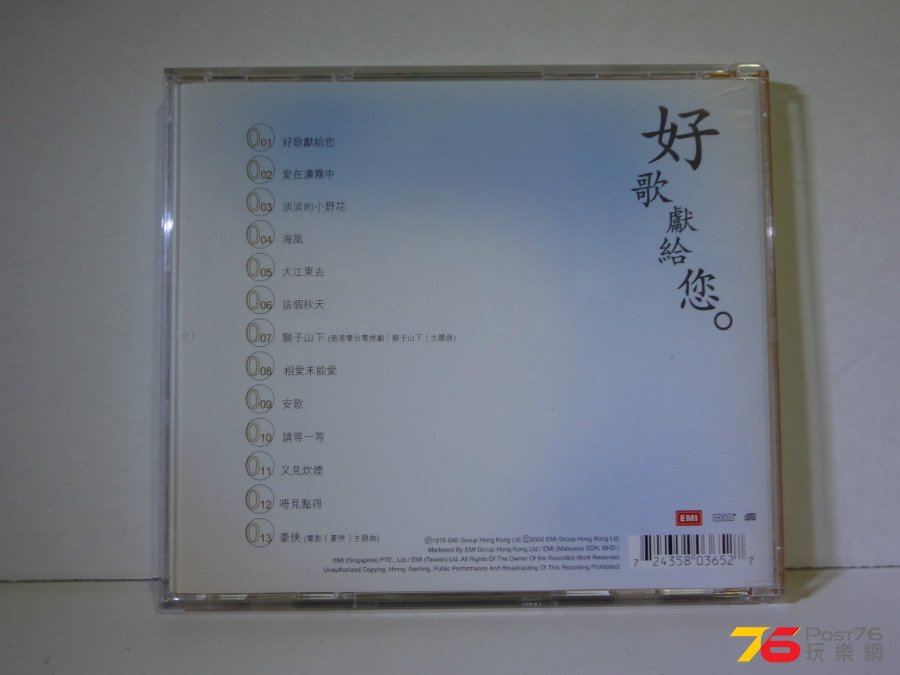 好歌獻給您。
01 好歌獻給您
02 愛在濃霧中
03 淡淡的小野花
04 海風
05 大江東去
06 這個秋天
07 獅子山下 (香港電台電視劇〔獅子山下〕主題曲)
08 相愛未能愛
09 安歌
10 請等一等
11 又見炊煙
12 唔見點得
13 豪俠 (電影〔豪俠〕主題曲)
EMI HDCD
Ⓟ1979 EMI Group Hong Kong Ltd. Ⓒ2002 EMI Group Hong Kong Ltd.
Marketed By EMI Group Hong Kong Ltd./ EMI (Malaysia) SDN. BHD./
EMI (Singapore) PTE. Ltd./ EMI (Taiwan) Ltd. All Rights Of The Owner Of the Recorded Work Reserved.
Unauthorized Copying, Hiring, Renting, Public Performance And Broadcasting Of This Recording Prohibited.
7 24358 03652 7
76 POST76
玩樂網